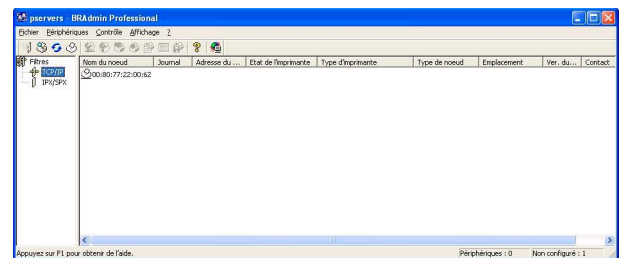 pservers - BRAdmin Professional
Fichier Périphériques Contrôle Affichage ?
Filtres
TCP/IP
IPX/SPX
Nom du noeud Journal Adresse du ... Etat de l'imprimante Type d'imprimante Type de noeud Emplacement Ver. du... Contact
00:80:77:22:00:62
Appuyez sur F1 pour obtenir de l'aide. Périphériques : 0 Non configuré : 1